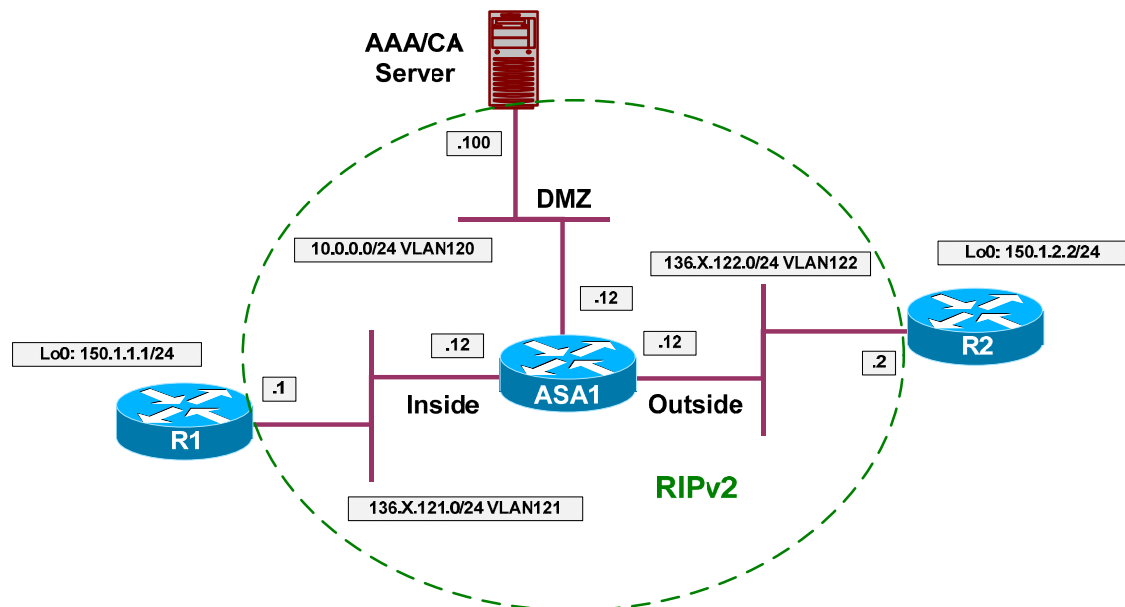 AAA/CA
Server
.100
DMZ
10.0.0.0/24 VLAN120
136.X.122.0/24 VLAN122
Lo0: 150.1.2.2/24
.12
Lo0: 150.1.1.1/24
.12
.12
.1
.2
R2
Inside
ASA1
Outside
R1
RIPv2
136.X.121.0/24 VLAN121